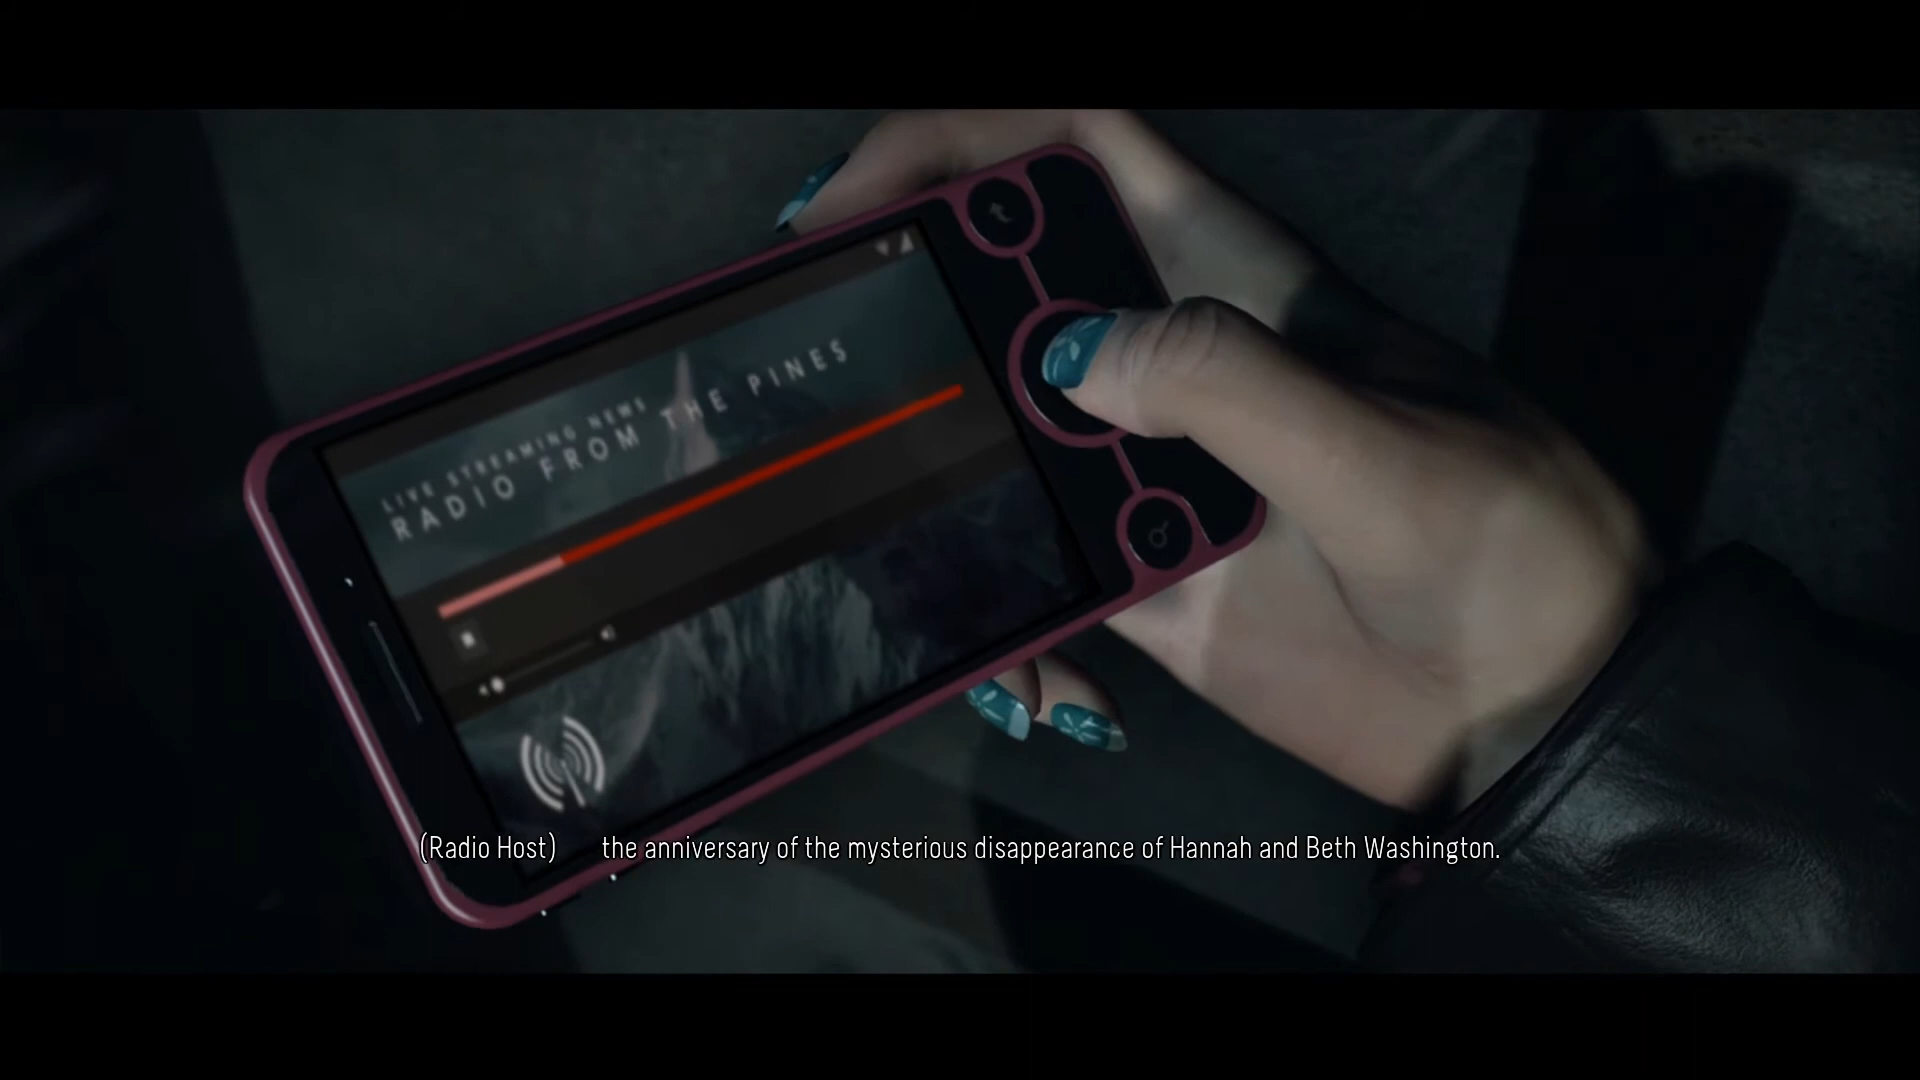 LIVE STREAMING NEWS
RADIO FROM THE PINES
(Radio Host) the anniversary of the mysterious disappearance of Hannah and Beth Washington.